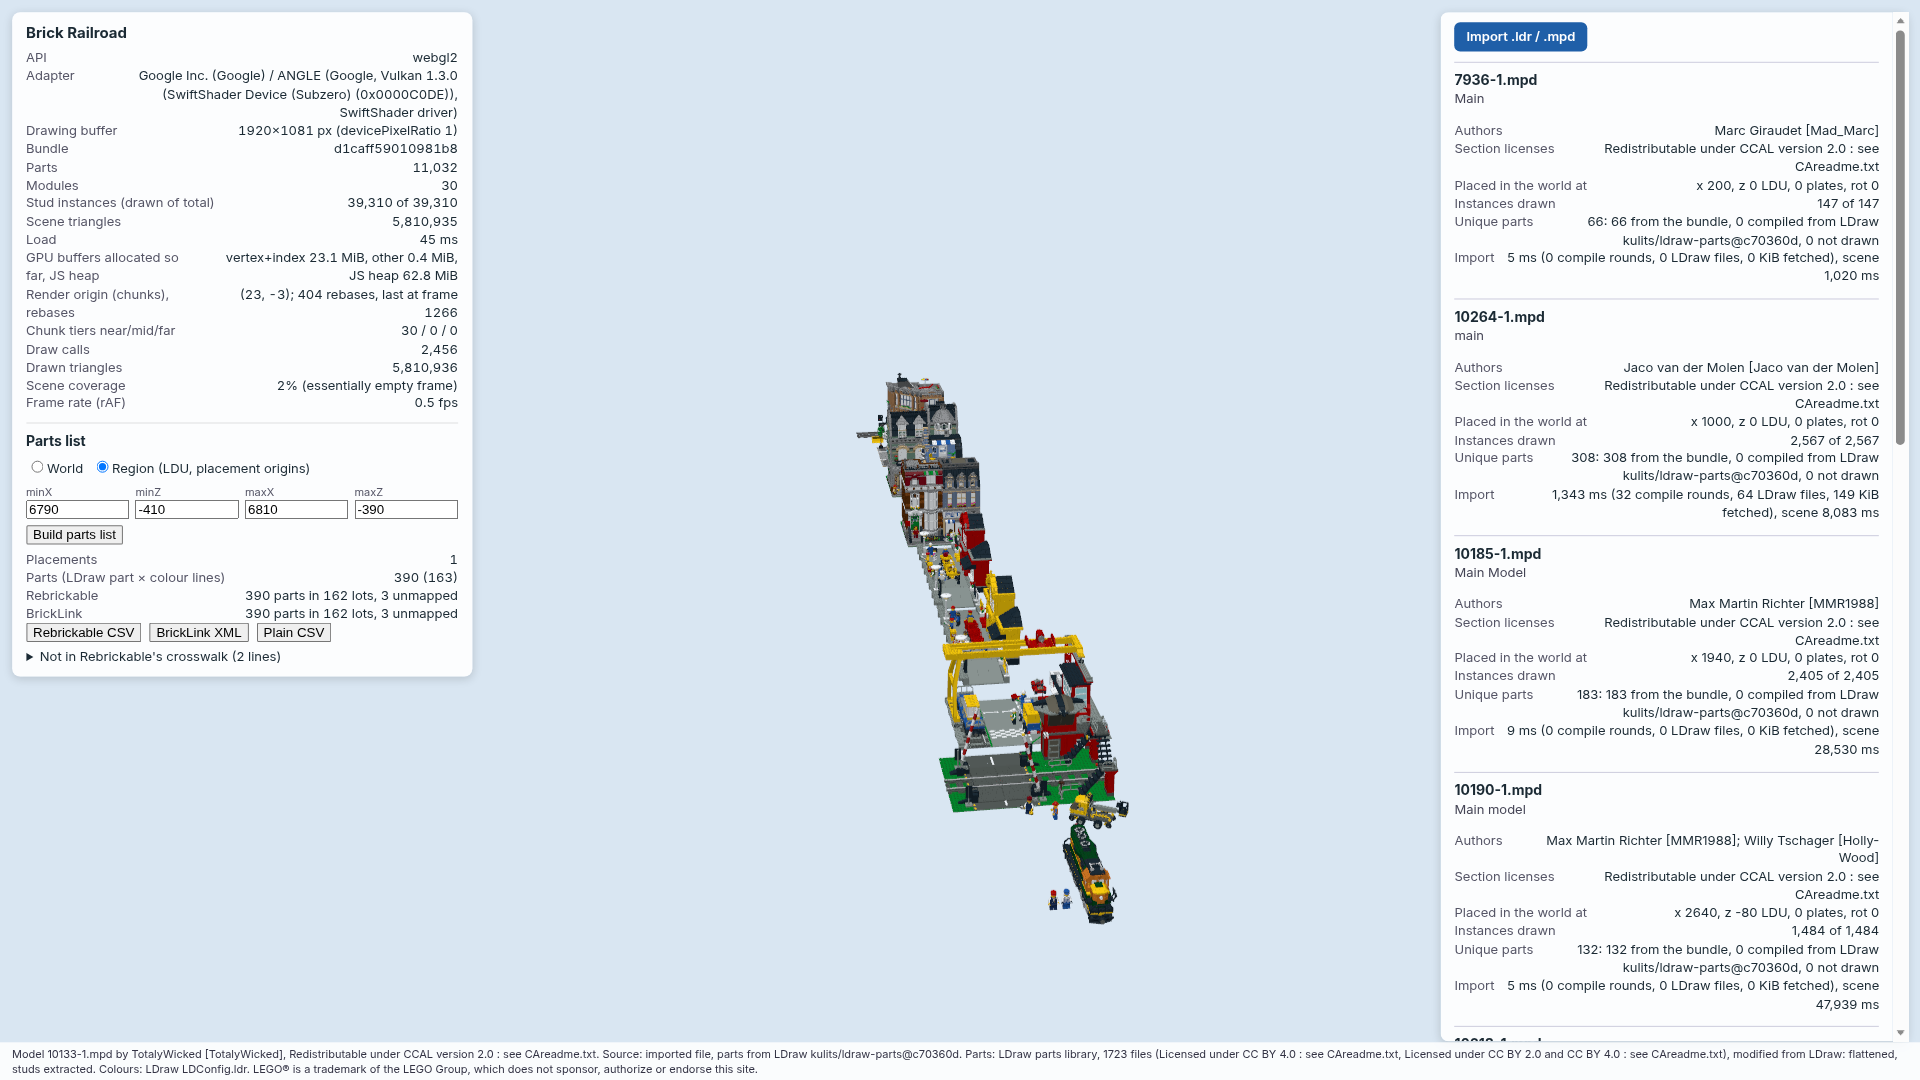 Brick Railroad
API webgl2
Adapter Google Inc. (Google) / ANGLE (Google, Vulkan 1.3.0
(SwiftShader Device (Subzero) (0x0000C0DE)),
SwiftShader driver)
Drawing buffer 1920×1081 px (devicePixelRatio 1)
Bundle d1caff59010981b8
Parts 11,032
Modules 30
Stud instances (drawn of total) 39,310 of 39,310
Scene triangles 5,810,935
Load 45 ms
GPU buffers allocated so vertex+index 23.1 MiB, other 0.4 MiB,
far, JS heap JS heap 62.8 MiB
Render origin (chunks), (23, -3); 404 rebases, last at frame
rebases 1266
Chunk tiers near/mid/far 30 / 0 / 0
Draw calls 2,456
Drawn triangles 5,810,936
Scene coverage 2% (essentially empty frame)
Frame rate (rAF) 0.5 fps
Parts list
World Region (LDU, placement origins)
minX minZ maxX maxZ
6790 -410 6810 -390
Build parts list
Placements 1
Parts (LDraw part × colour lines) 390 (163)
Rebrickable 390 parts in 162 lots, 3 unmapped
BrickLink 390 parts in 162 lots, 3 unmapped
Rebrickable CSV BrickLink XML Plain CSV
▶ Not in Rebrickable's crosswalk (2 lines)
Import .ldr / .mpd
7936-1.mpd
Main
Authors Marc Giraudet [Mad_Marc]
Section licenses Redistributable under CCAL version 2.0 : see
CAreadme.txt
Placed in the world at x 200, z 0 LDU, 0 plates, rot 0
Instances drawn 147 of 147
Unique parts 66: 66 from the bundle, 0 compiled from LDraw
kulits/ldraw-parts@c70360d, 0 not drawn
Import 5 ms (0 compile rounds, 0 LDraw files, 0 KiB fetched), scene
1,020 ms
10264-1.mpd
main
Authors Jaco van der Molen [Jaco van der Molen]
Section licenses Redistributable under CCAL version 2.0 : see
CAreadme.txt
Placed in the world at x 1000, z 0 LDU, 0 plates, rot 0
Instances drawn 2,567 of 2,567
Unique parts 308: 308 from the bundle, 0 compiled from LDraw
kulits/ldraw-parts@c70360d, 0 not drawn
Import 1,343 ms (32 compile rounds, 64 LDraw files, 149 KiB
fetched), scene 8,083 ms
10185-1.mpd
Main Model
Authors Max Martin Richter [MMR1988]
Section licenses Redistributable under CCAL version 2.0 : see
CAreadme.txt
Placed in the world at x 1940, z 0 LDU, 0 plates, rot 0
Instances drawn 2,405 of 2,405
Unique parts 183: 183 from the bundle, 0 compiled from LDraw
kulits/ldraw-parts@c70360d, 0 not drawn
Import 9 ms (0 compile rounds, 0 LDraw files, 0 KiB fetched), scene
28,530 ms
10190-1.mpd
Main model
Authors Max Martin Richter [MMR1988]; Willy Tschager [Holly-
Wood]
Section licenses Redistributable under CCAL version 2.0 : see
CAreadme.txt
Placed in the world at x 2640, z -80 LDU, 0 plates, rot 0
Instances drawn 1,484 of 1,484
Unique parts 132: 132 from the bundle, 0 compiled from LDraw
kulits/ldraw-parts@c70360d, 0 not drawn
Import 5 ms (0 compile rounds, 0 LDraw files, 0 KiB fetched), scene
47,939 ms
Model 10133-1.mpd by TotalyWicked [TotalyWicked], Redistributable under CCAL version 2.0 : see CAreadme.txt. Source: imported file, parts from LDraw kulits/ldraw-parts@c70360d. Parts: LDraw parts library, 1723 files (Licensed under CC BY 4.0 : see CAreadme.txt, Licensed under CC BY 2.0 and CC BY 4.0 : see CAreadme.txt), modified from LDraw: flattened,
studs extracted. Colours: LDraw LDConfig.ldr. LEGO® is a trademark of the LEGO Group, which does not sponsor, authorize or endorse this site.